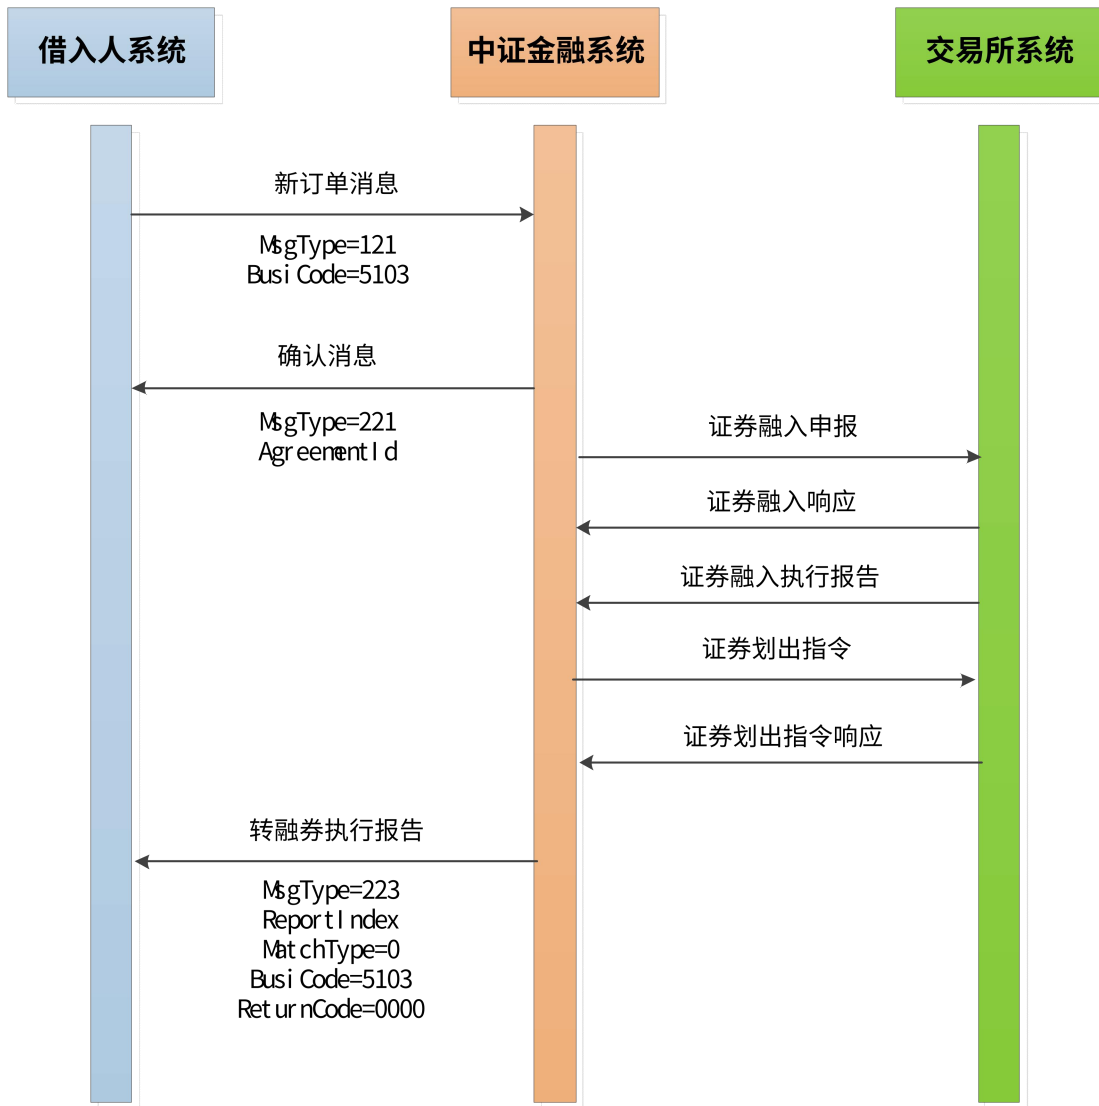 借入人系统
中证金融系统
交易所系统
新订单消息
MsgType=121
BusiCode=5103
确认消息
MsgType=221
AgreementId
证券融入申报
证券融入响应
证券融入执行报告
证券划出指令
证券划出指令响应
转融券执行报告
MsgType=223
ReportIndex
MatchType=0
BusiCode=5103
ReturnCode=0000